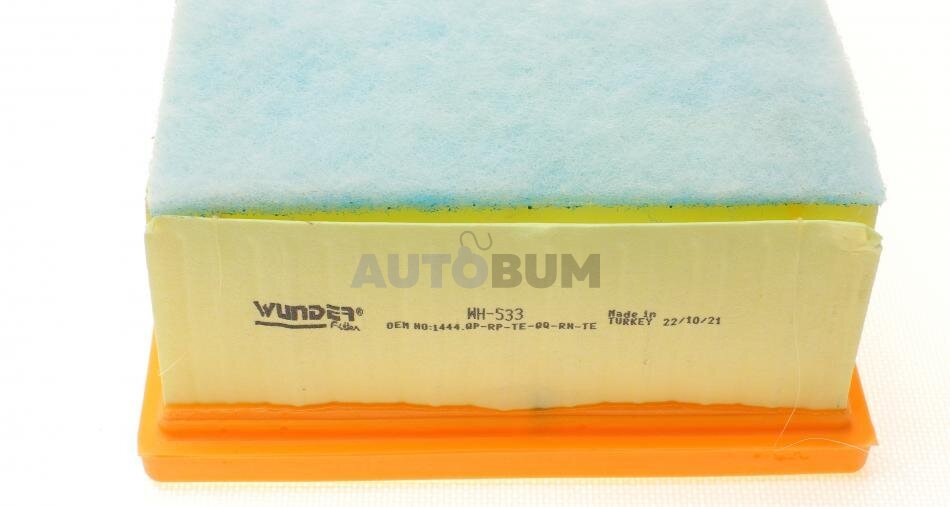 AUTOBUM
WUNDER® WH-533 Made in
Filter OEM NO:1444.QP-RP-TE-QQ-RN-TE TURKEY 22/10/21